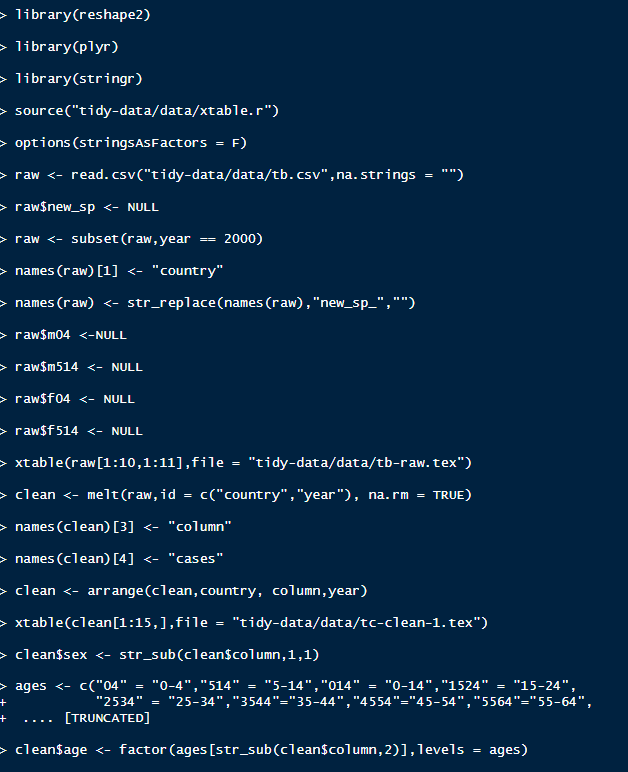 > library(reshape2)
> library(plyr)
> library(stringr)
> source("tidy-data/data/xtable.r")
> options(stringsAsFactors = F)
> raw <- read.csv("tidy-data/data/tb.csv",na.strings = "")
> raw$new_sp <- NULL
> raw <- subset(raw,year == 2000)
> names(raw)[1] <- "country"
> names(raw) <- str_replace(names(raw),"new_sp_","")
> raw$m04 <-NULL
> raw$m514 <- NULL
> raw$f04 <- NULL
> raw$f514 <- NULL
> xtable(raw[1:10,1:11],file = "tidy-data/data/tb-raw.tex")
> clean <- melt(raw,id = c("country","year"), na.rm = TRUE)
> names(clean)[3] <- "column"
> names(clean)[4] <- "cases"
> clean <- arrange(clean,country, column,year)
> xtable(clean[1:15,],file = "tidy-data/data/tc-clean-1.tex")
> clean$sex <- str_sub(clean$column,1,1)
> ages <- c("04" = "0-4","514" = "5-14","014" = "0-14","1524" = "15-24",
+           "2534" = "25-34","3544"="35-44","4554"="45-54","5564"="55-64",
+  .... [TRUNCATED]
> clean$age <- factor(ages[str_sub(clean$column,2)],levels = ages)